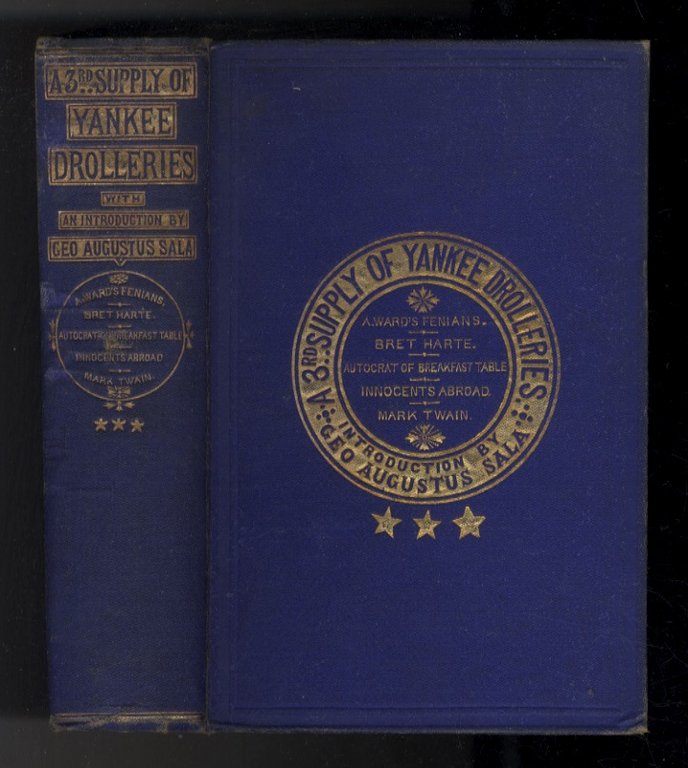 A 3RD SUPPLY OF
YANKEE
DROLLERIES
WITH
AN INTRODUCTION BY
GEO AUGUSTUS SALA
A.WARD'S FENIANS.
BRET HARTE.
AUTOCRAT BREAKFAST TABLE
INNOCENTS ABROAD
MARK TWAIN.
A 3RD SUPPLY OF YANKEE DROLLERIES
A.WARD'S FENIANS.
BRET HARTE.
AUTOCRAT OF BREAKFAST TABLE
INNOCENTS ABROAD.
MARK TWAIN.
INTRODUCTION BY
GEO AUGUSTUS SALA